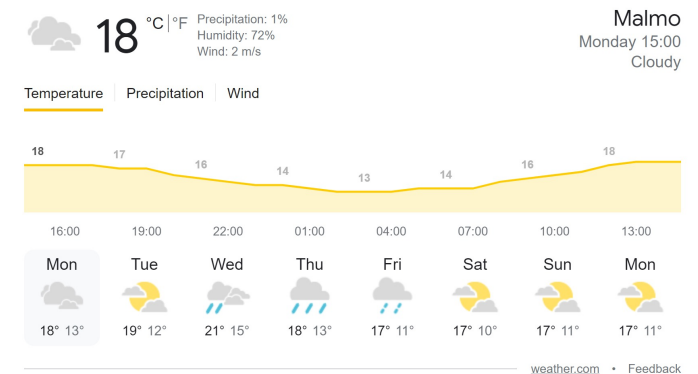 18 °C | °F
Precipitation: 1%
Humidity: 72%
Wind: 2 m/s
Malmo
Monday 15:00
Cloudy
Temperature | Precipitation | Wind
18 17 16 14 13 14 16 18
16:00 19:00 22:00 01:00 04:00 07:00 10:00 13:00
Mon Tue Wed Thu Fri Sat Sun Mon
18° 13° 19° 12° 21° 15° 18° 13° 17° 11° 17° 10° 17° 11° 17° 11°
weather.com • Feedback